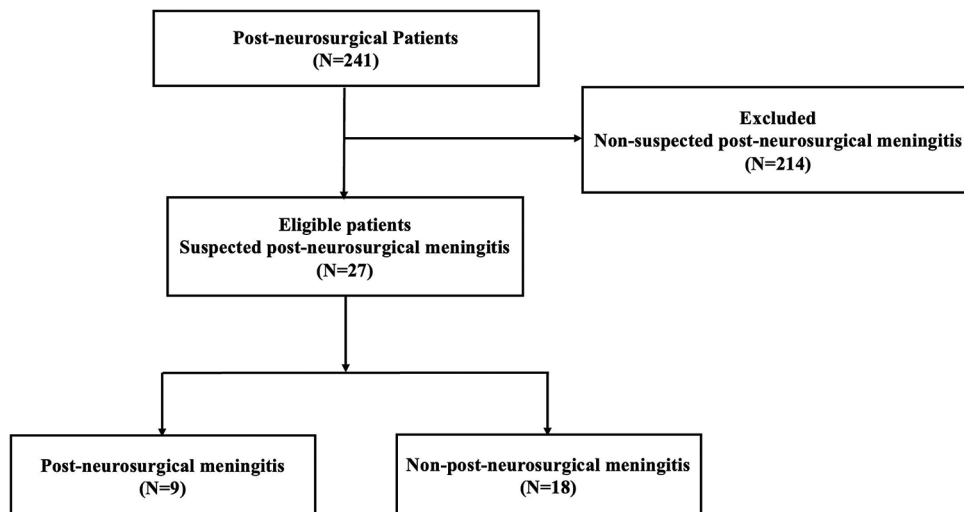 Post-neurosurgical Patients
(N=241)
Excluded
Non-suspected post-neurosurgical meningitis
(N=214)
Eligible patients
Suspected post-neurosurgical meningitis
(N=27)
Post-neurosurgical meningitis
(N=9)
Non-post-neurosurgical meningitis
(N=18)